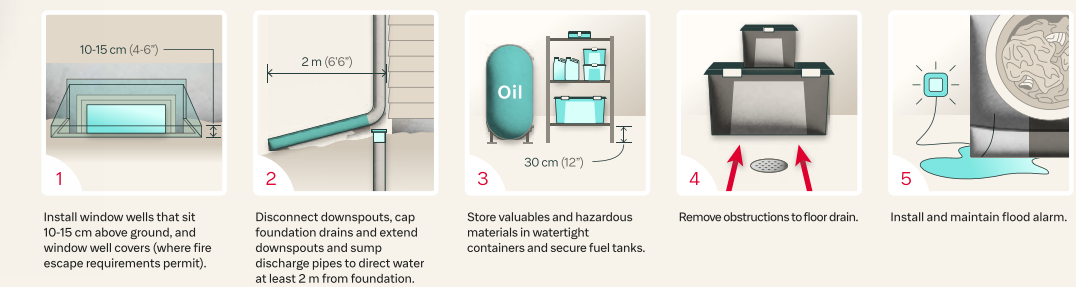 10-15 cm (4-6")
1
Install window wells that sit
10-15 cm above ground, and
window well covers (where fire
escape requirements permit).
2 m (6'6")
2
Disconnect downspouts, cap
foundation drains and extend
downspouts and sump
discharge pipes to direct water
at least 2 m from foundation.
Oil
30 cm (12")
3
Store valuables and hazardous
materials in watertight
containers and secure fuel tanks.
4
Remove obstructions to floor drain.
5
Install and maintain flood alarm.